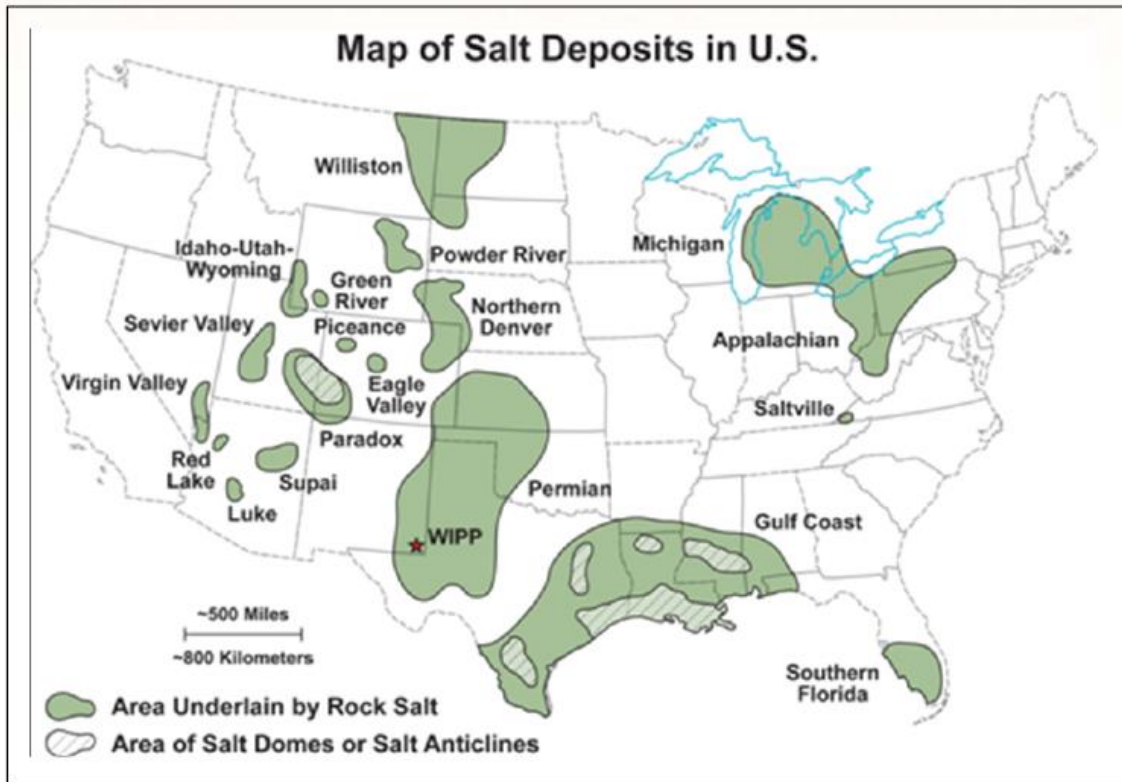 Map of Salt Deposits in U.S.
Williston
Michigan
Idaho-Utah-
Wyoming
Powder River
Green
River
Northern
Denver
Sevier Valley
Piceance
Appalachian
Virgin Valley
Eagle
Valley
Saltville
Paradox
Red
Lake
Supai
Permian
Luke
Gulf Coast
WIPP
~500 Miles
~800 Kilometers
Southern
Florida
Area Underlain by Rock Salt
Area of Salt Domes or Salt Anticlines